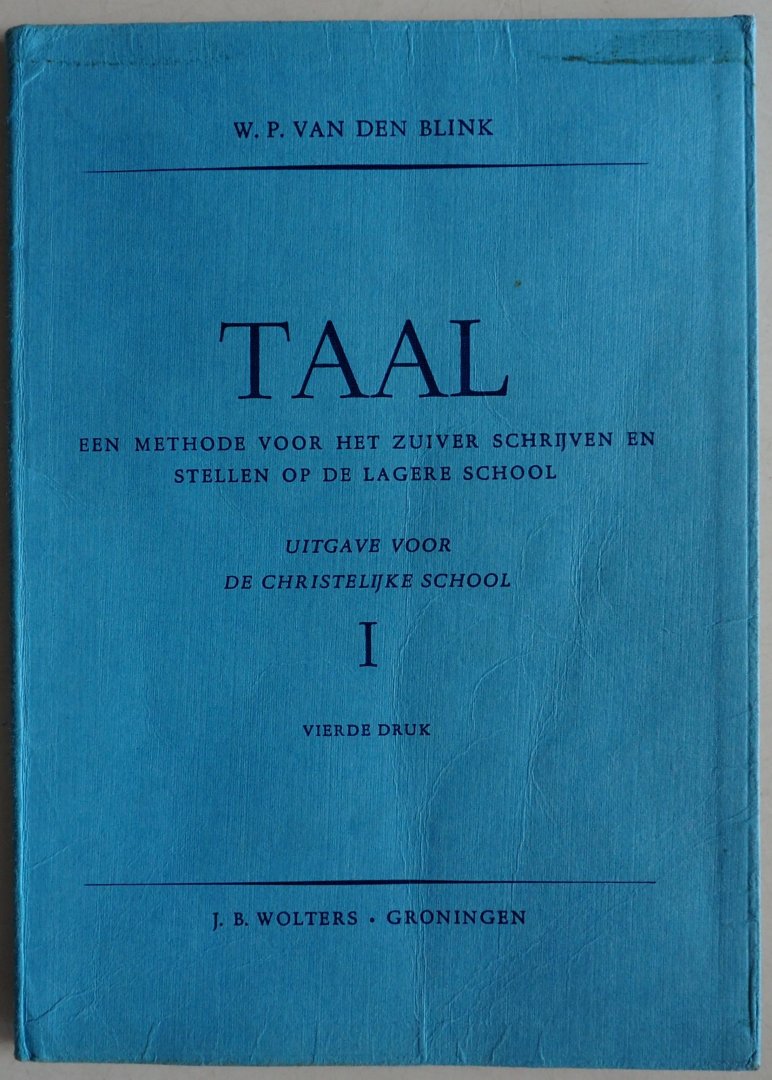 W. P. VAN DEN BLINK
TAAL
EEN METHODE VOOR HET ZUIVER SCHRIJVEN EN
STELLEN OP DE LAGERE SCHOOL
UITGAVE VOOR
DE CHRISTELIJKE SCHOOL
I
VIERDE DRUK
J. B. WOLTERS • GRONINGEN